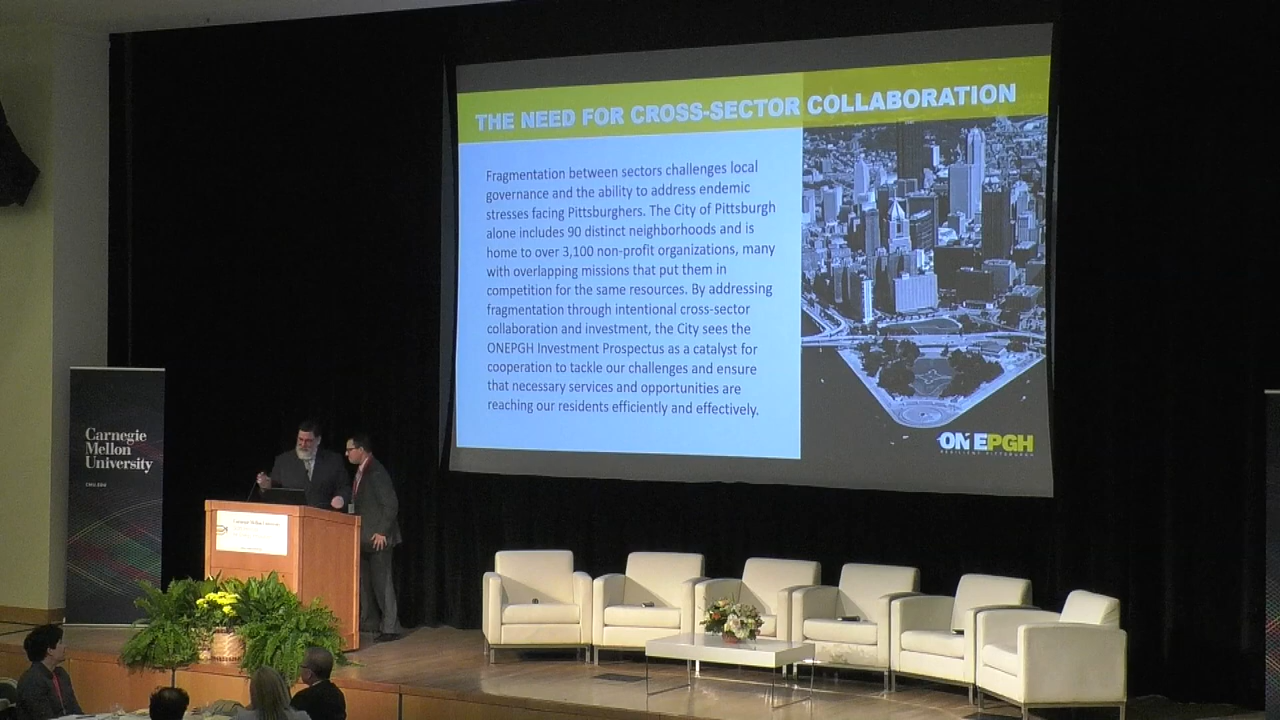 THE NEED FOR CROSS-SECTOR COLLABORATION
Fragmentation between sectors challenges local
governance and the ability to address endemic
stresses facing Pittsburghers. The City of Pittsburgh
alone includes 90 distinct neighborhoods and is
home to over 3,100 non-profit organizations, many
with overlapping missions that put them in
competition for the same resources. By addressing
fragmentation through intentional cross-sector
collaboration and investment, the City sees the
ONEPGH Investment Prospectus as a catalyst for
cooperation to tackle our challenges and ensure
that necessary services and opportunities are
reaching our residents efficiently and effectively.
ONEPGH
RESILIENT PITTSBURGH
Carnegie
Mellon
University
Carnegie Mellon University